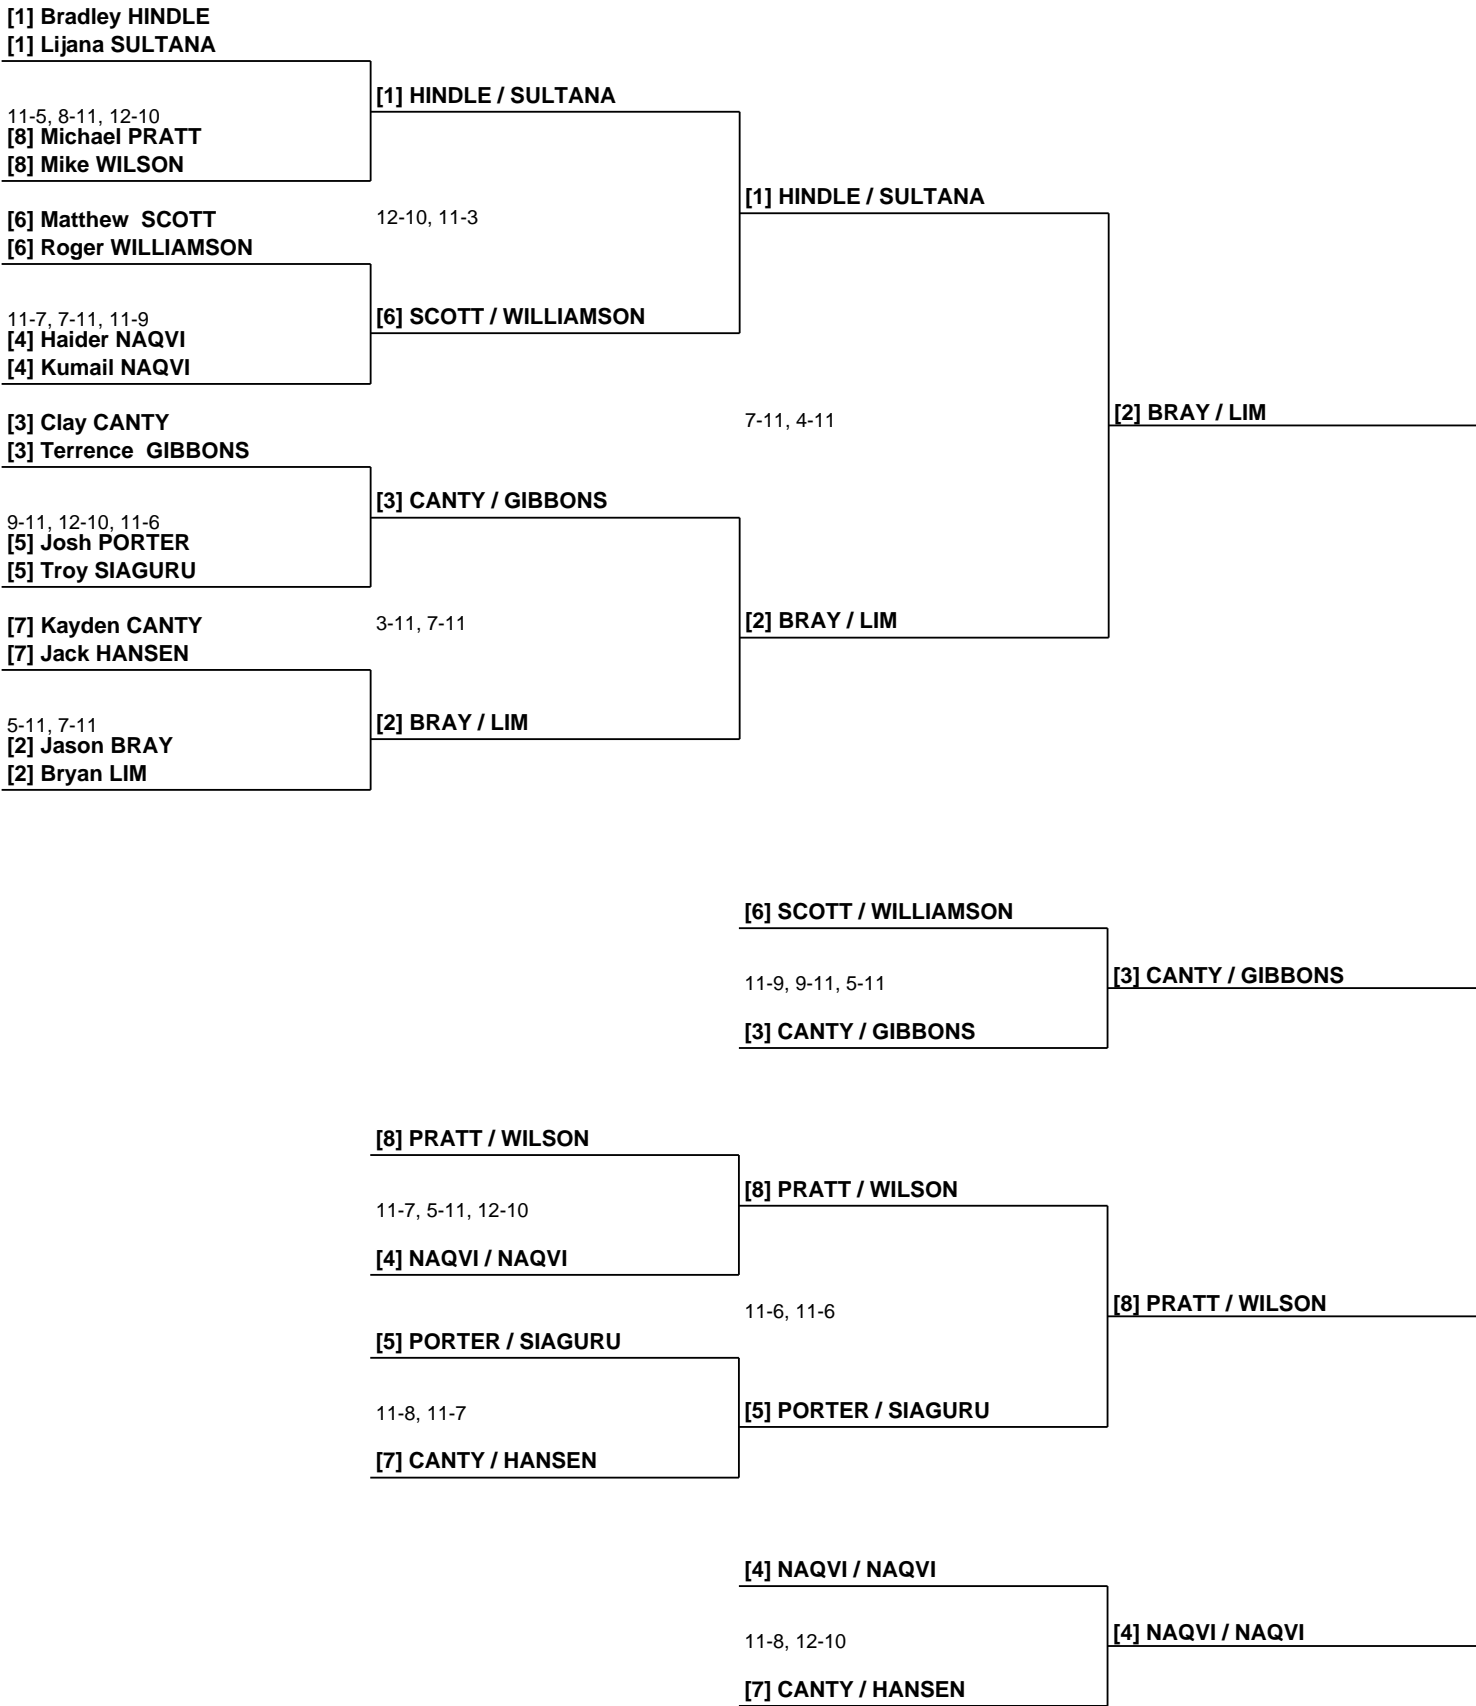 [1] Bradley HINDLE
[1] Lijana SULTANA
[1] HINDLE / SULTANA
11-5, 8-11, 12-10
[8] Michael PRATT
[8] Mike WILSON
[1] HINDLE / SULTANA
[6] Matthew  SCOTT
12-10, 11-3
[6] Roger WILLIAMSON
11-7, 7-11, 11-9
[6] SCOTT / WILLIAMSON
[4] Haider NAQVI
[4] Kumail NAQVI
[3] Clay CANTY
7-11, 4-11
[2] BRAY / LIM
[3] Terrence  GIBBONS
[3] CANTY / GIBBONS
9-11, 12-10, 11-6
[5] Josh PORTER
[5] Troy SIAGURU
[7] Kayden CANTY
3-11, 7-11
[2] BRAY / LIM
[7] Jack HANSEN
5-11, 7-11
[2] BRAY / LIM
[2] Jason BRAY
[2] Bryan LIM
[6] SCOTT / WILLIAMSON
11-9, 9-11, 5-11
[3] CANTY / GIBBONS
[3] CANTY / GIBBONS
[8] PRATT / WILSON
[8] PRATT / WILSON
11-7, 5-11, 12-10
[4] NAQVI / NAQVI
11-6, 11-6
[8] PRATT / WILSON
[5] PORTER / SIAGURU
11-8, 11-7
[5] PORTER / SIAGURU
[7] CANTY / HANSEN
[4] NAQVI / NAQVI
11-8, 12-10
[4] NAQVI / NAQVI
[7] CANTY / HANSEN